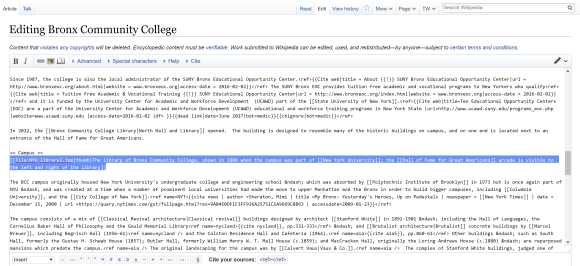 Article Talk Read Edit View history More Page TW Search Wikipedia
Editing Bronx Community College
Content that violates any copyrights will be deleted. Encyclopedic content must be verifiable. Work submitted to Wikipedia can be edited, used, and redistributed—by anyone—subject to certain terms and conditions.
B I Advanced Special characters Help Cite
Since 1987, the college is also the local administrator of the SUNY Bronx Educational Opportunity Center.<ref>{{Cite web|title = About {{!}} SUNY Bronx Educational Opportunity Center|url =
http://www.bronxeoc.org/about.html|website = www.bronxeoc.org|access-date = 2016-02-02}}</ref> The SUNY Bronx EOC provides tuition free academic and vocational programs to New Yorkers who qualify<ref>
{{Cite web|title = Tuition Free Academic & Vocational Training {{!}} SUNY Bronx Educational Opportunity Center|url = http://www.bronxeoc.org/index.html|website = www.bronxeoc.org|access-date = 2016-02-02}}
</ref> and it is funded by the University Center for Academic and Workforce Development (UCAWD) part of the [[State University of New York]].<ref>{{Cite web|title=Ten Educational Opportunity Centers
(EOC) are a part of the University Center for Academic and Workforce Development (UCAWD) educational and workforce training programs in New York State |url=http://www.ucawd.suny.edu/programs_eoc.php
|website=www.ucawd.suny.edu |access-date=2016-02-02 |df= }}{{dead link|date=June 2017|bot=medic}}{{cbignore|bot=medic}}</ref>
In 2012, the [[Bronx Community College Library|North Hall and Library]] opened. The building is designed to resemble many of the historic buildings on campus, and on one end is located next to an
entrance of the Hall of Fame for Great Americans.
== Campus ==
[[File:NYU library2.jpg|thumb|The library of Bronx Community College, shown in 1904 when the campus was part of [[New York University]]; the [[Hall of Fame for Great Americans]] arcade is visible to
the left and right of the library]]
The BCC campus originally housed New York University's undergraduate college and engineering school &ndash; which was absorbed by [[Polytechnic Institute of Brooklyn]] in 1973 but is once again part of
NYU &ndash; and was created at a time when a number of prominent local universities had made the move to upper Manhattan and the Bronx in order to build bigger campuses, including [[Columbia
University]], and the [[City College of New York]].<ref name=NYT>{{cite news | author =Sharaton, Mimi | title =My Bronx: Yesterday's Heroes, Up on Pedestals | newspaper = [[New York Times]] | date =
The campus consists of a mix of [[Classical Revival architecture|Classical revival]] buildings designed by architect [[Stanford White]] in 1892-1901 &ndash; including the Hall of Languages, the
Cornelius Baker Hall of Philosophy and the Gould Memorial Library<ref name=nycland>{{cite nycland}}, pp.331-333</ref> &ndash; and [[Brutalist architecture|Brutalist]] concrete buildings by [[Marcel
Breuer]], including Begrisch Hall (1956-61)<ref name=nycland /> and the Colston Residence Hall and Cafeteria (1964).<ref name=aia>{{cite aia5}}, pp.860-61</ref> Other buildings &ndash; such as South
Hall, formerly the Gustav H. Schwab House (1857); Butler Hall, formerly William Henry W. T. Mali House (c.1859); and MacCracken Hall, originally the Loring Andrews House (c.1880) &ndash; are repurposed
mansions which predate the campus.<ref name=aia /> The original landscaping for the campus was by [[Calvert Vaux|Vaux & Co.]].<ref name=aia /> The complex of Stanford White buildings, judged one of
Insert Cite your sources: <ref></ref>